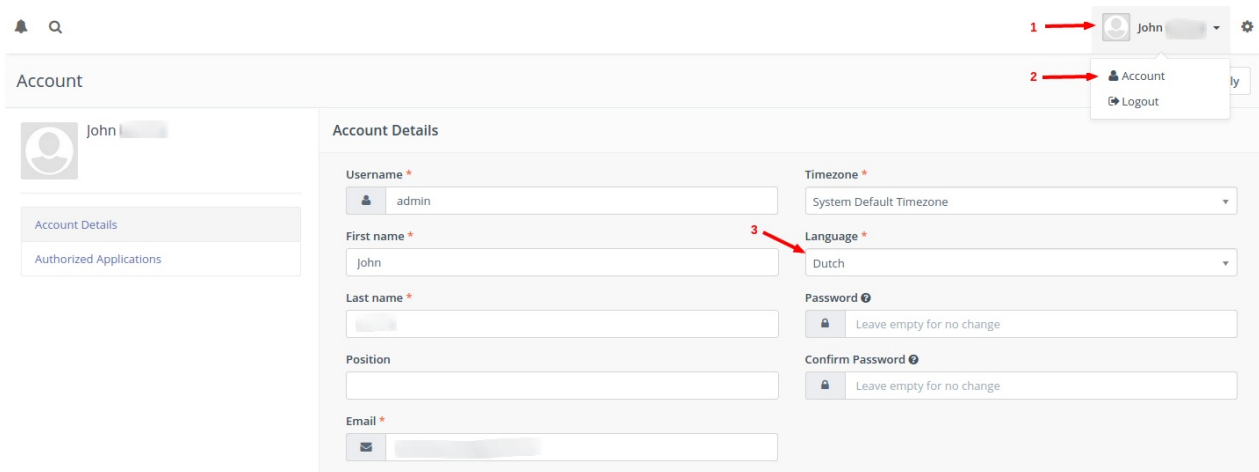 1
John
2
Account
Logout
Account
ly
John
Account Details
Authorized Applications
Account Details
Username *
admin
First name *
John
Last name *
Position
Email *
Timezone *
System Default Timezone
3
Language *
Dutch
Password
Leave empty for no change
Confirm Password
Leave empty for no change